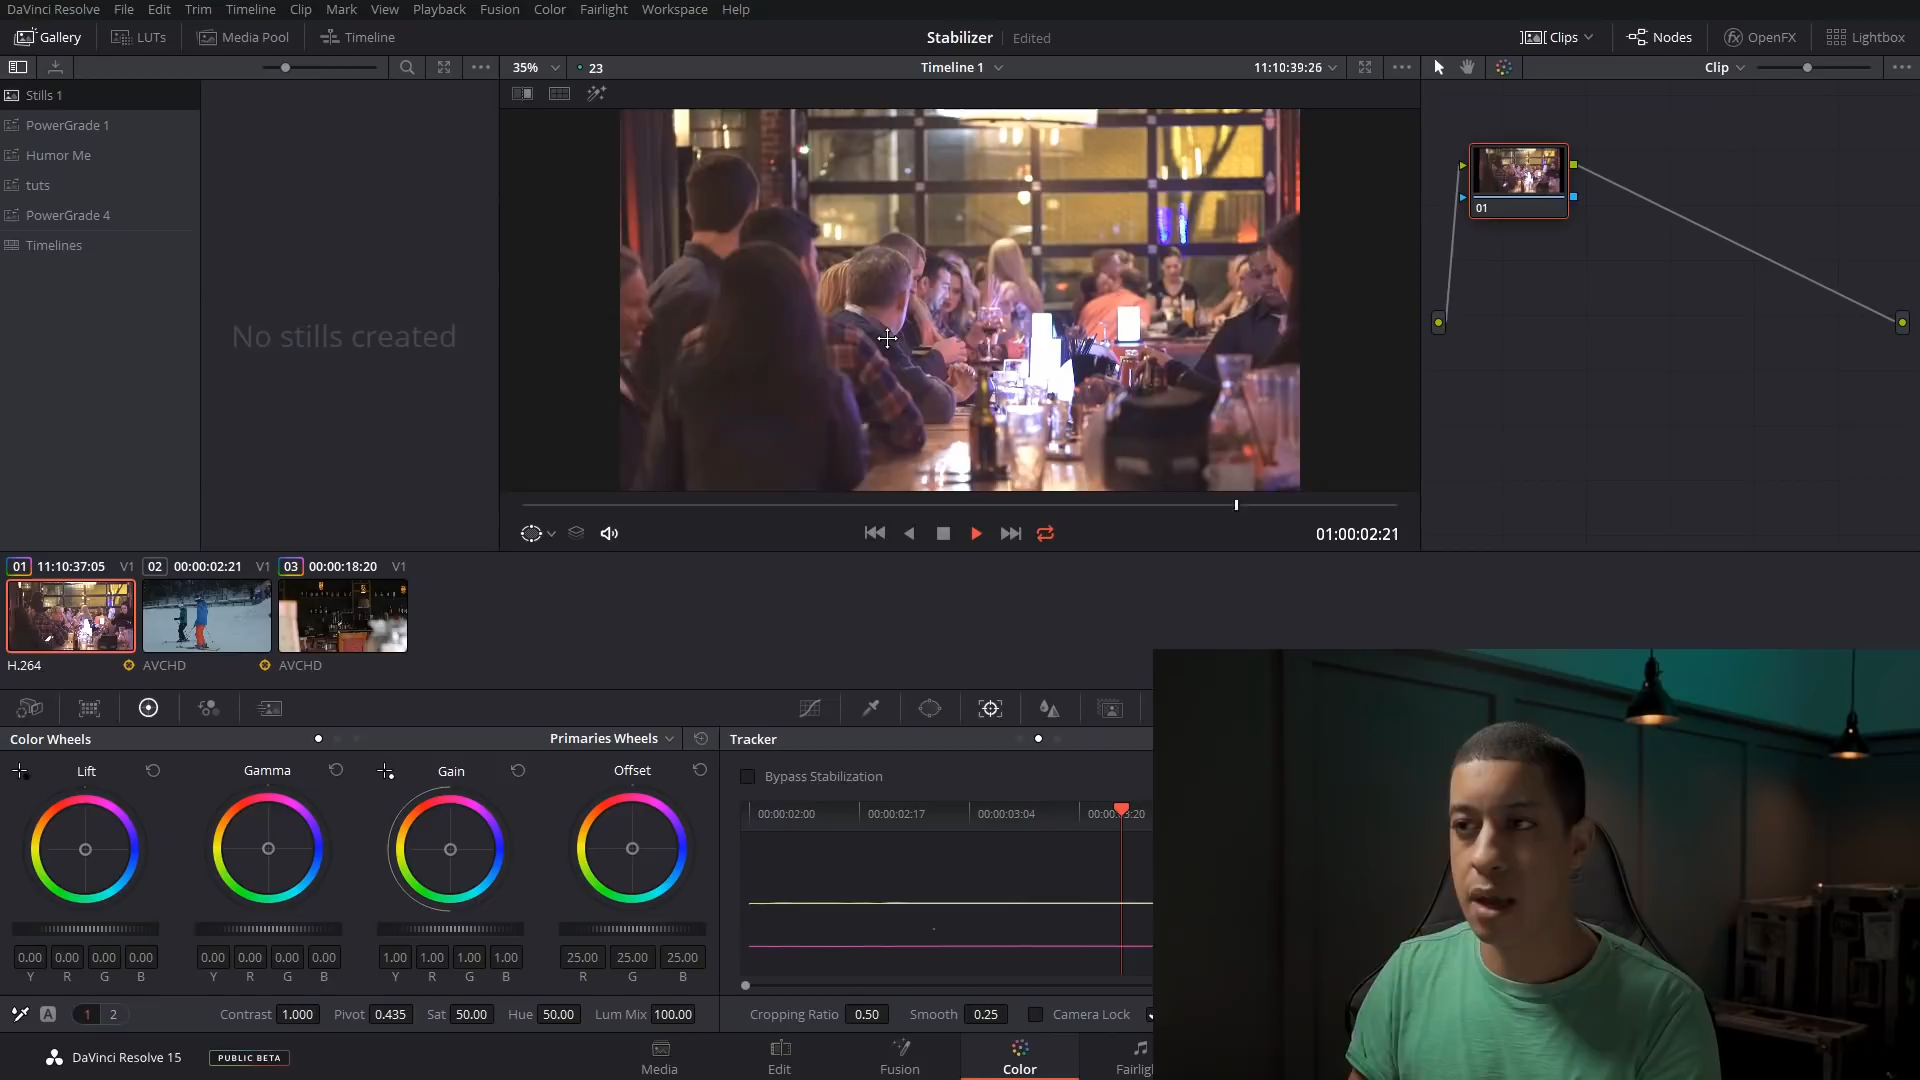 DaVinci Resolve File Edit Trim Timeline Clip Mark View Playback Fusion Color Fairlight Workspace Help
Gallery LUTs Media Pool Timeline Stabilizer Edited Clips Nodes fx OpenFX Lightbox
35% 23 Timeline 1 11:10:39:26 Clip
Stills 1
PowerGrade 1
Humor Me
tuts
PowerGrade 4
Timelines
No stills created
01
01:00:02:21
01 11:10:37:05 V1 02 00:00:02:21 V1 03 00:00:18:20 V1
H.264 AVCHD AVCHD
Color Wheels Primaries Wheels Tracker
Lift Gamma Gain Offset Bypass Stabilization
00:00:02:00 00:00:02:17 00:00:03:04
0.00 0.00 0.00 0.00 0.00 0.00 0.00 0.00 1.00 1.00 1.00 1.00 25.00 25.00 25.00
Y R G B Y R G B Y R G B R G B
A 1 2 Contrast 1.000 Pivot 0.435 Sat 50.00 Hue 50.00 Lum Mix 100.00 Cropping Ratio 0.50 Smooth 0.25 Camera Lock
DaVinci Resolve 15 PUBLIC BETA Media Edit Fusion Color